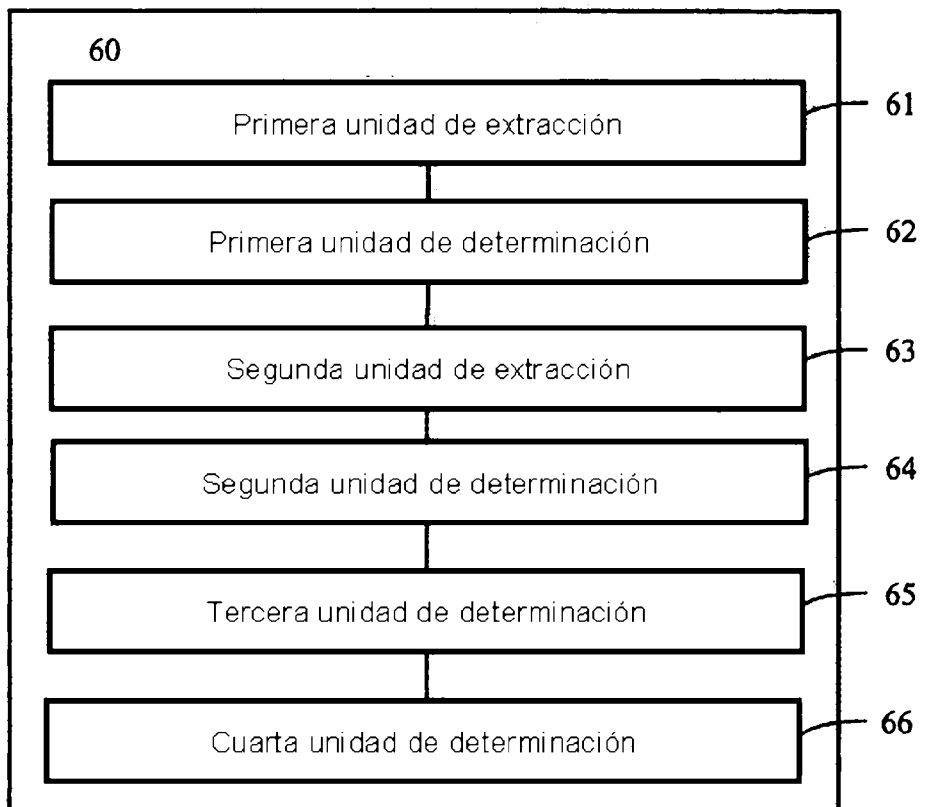 60
Primera unidad de extracción 61
Primera unidad de determinación 62
Segunda unidad de extracción 63
Segunda unidad de determinación 64
Tercera unidad de determinación 65
Cuarta unidad de determinación 66